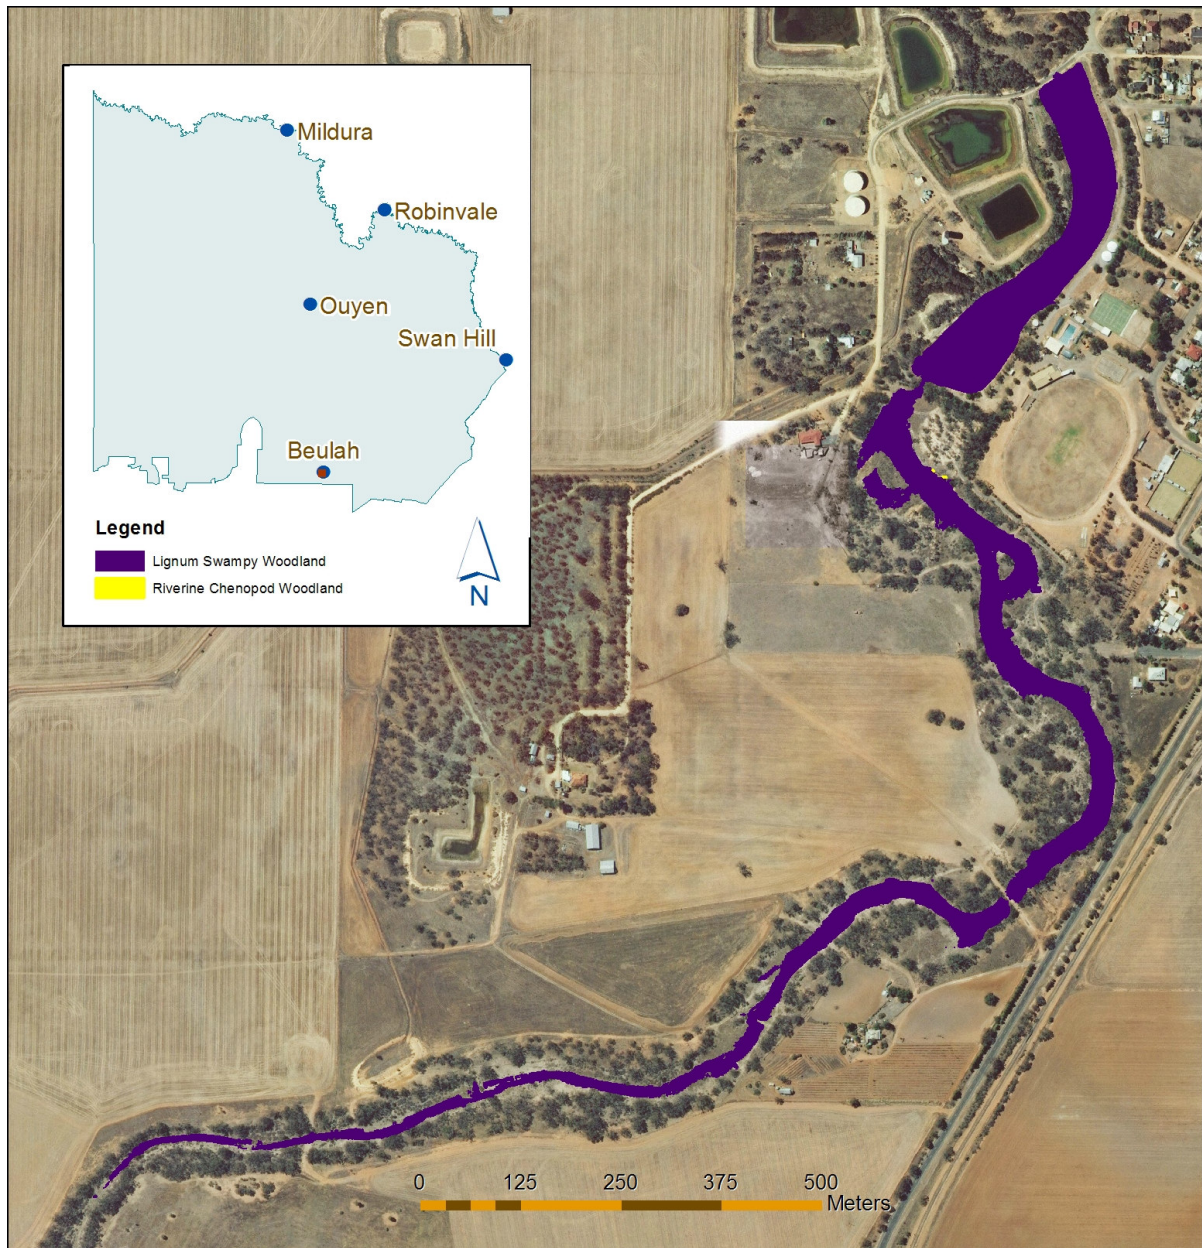 Mildura
Robinvale
Ouyen
Swan Hill
Beulah
Legend
Lignum Swampy Woodland
Riverine Chenopod Woodland
N
0 125 250 375 500
Meters